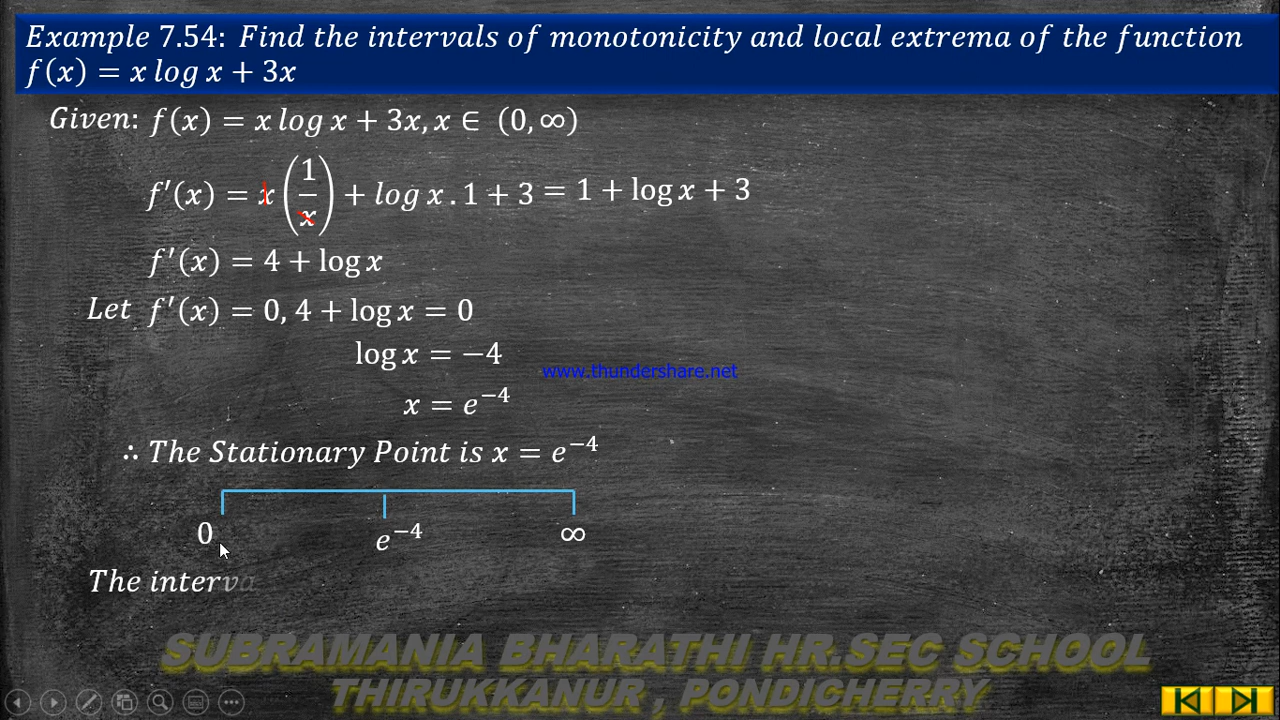 Example 7.54: Find the intervals of monotonicity and local extrema of the function
f(x) = x log x + 3x
Given: f(x) = x log x + 3x, x ∈ (0, ∞)
f′(x) = x (1/x) + log x . 1 + 3 = 1 + log x + 3
f′(x) = 4 + log x
Let f′(x) = 0, 4 + log x = 0
log x = −4
www.thundershare.net
x = e⁻⁴
∴ The Stationary Point is x = e⁻⁴
0 e⁻⁴ ∞
The interva
SUBRAMANIA BHARATHI HR.SEC SCHOOL
THIRUKKANUR , PONDICHERRY